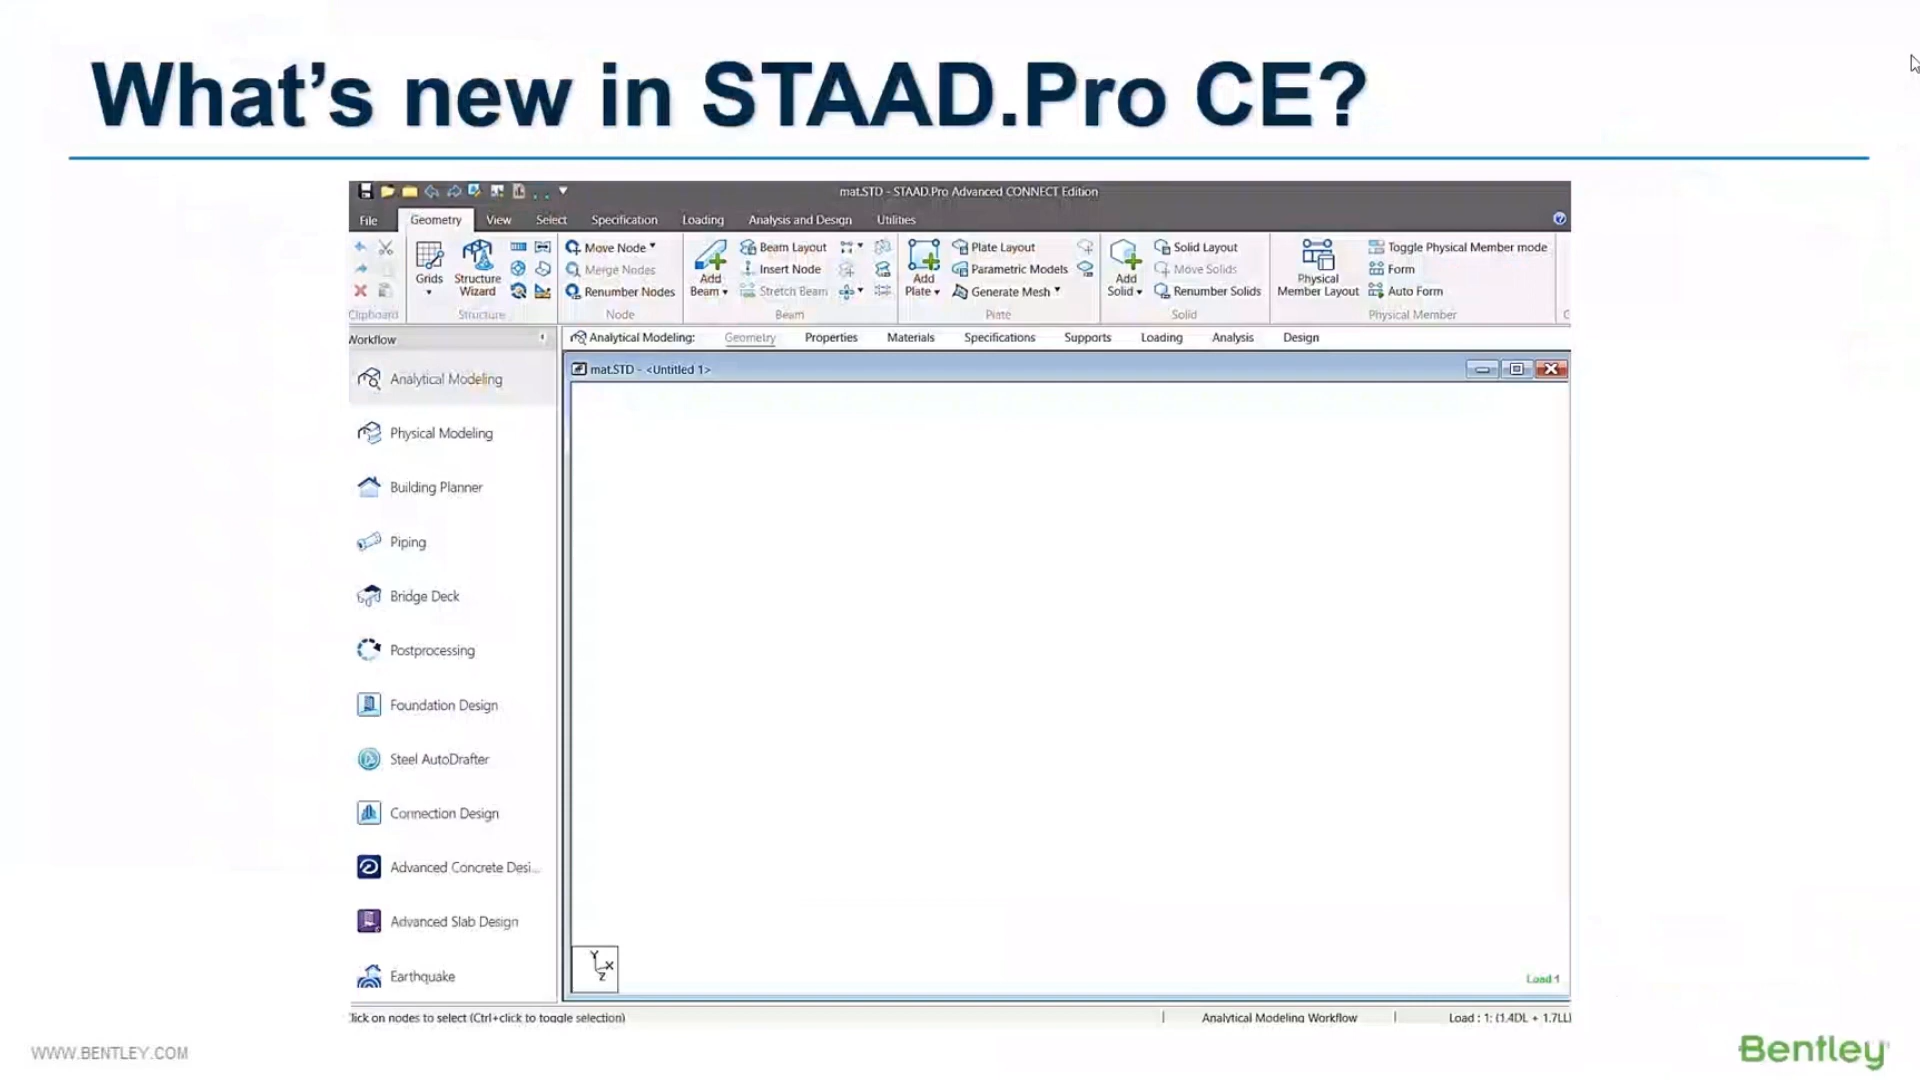 What's new in STAAD.Pro CE?
mat.STD - STAAD.Pro Advanced CONNECT Edition
File Geometry View Select Specification Loading Analysis and Design Utilities
Move Node Beam Layout Plate Layout Solid Layout Toggle Physical Member mode
Grids Structure Wizard Merge Nodes Add Beam Insert Node Add Plate Parametric Models Add Solid Move Solids Physical Member Layout Form
Renumber Nodes Stretch Beam Generate Mesh Renumber Solids Auto Form
Clipboard Structure Node Beam Plate Solid Physical Member
Workflow
Analytical Modeling: Geometry Properties Materials Specifications Supports Loading Analysis Design
mat.STD - <Untitled 1>
Analytical Modeling
Physical Modeling
Building Planner
Piping
Bridge Deck
Postprocessing
Foundation Design
Steel AutoDrafter
Connection Design
Advanced Concrete Desi...
Advanced Slab Design
Earthquake
Y
X
Z
Load 1
lick on nodes to select (Ctrl+click to toggle selection) Analytical Modeling Workflow Load : 1: (1.4DL + 1.7LL)
WWW.BENTLEY.COM
Bentley